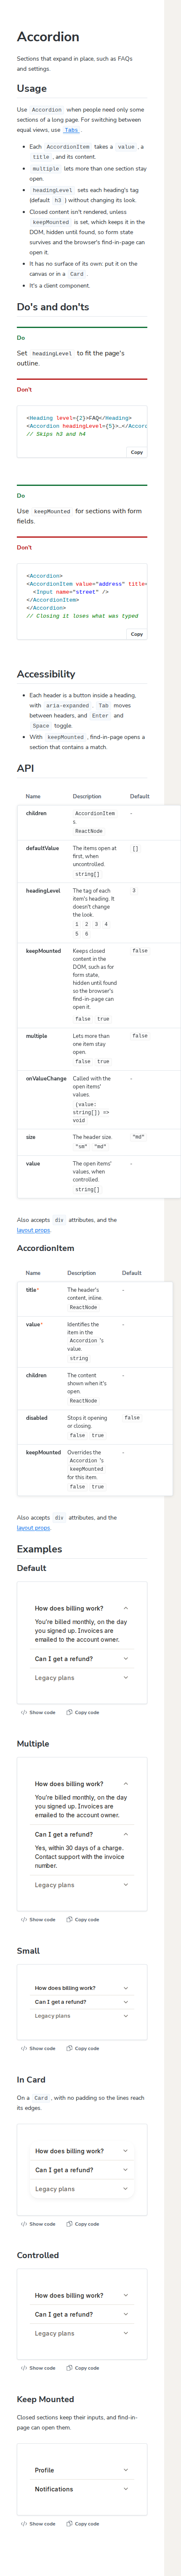 Accordion
Sections that expand in place, such as FAQs
and settings.
Usage
Use Accordion when people need only some
sections of a long page. For switching between
equal views, use Tabs.
Each AccordionItem takes a value, a
title, and its content.
multiple lets more than one section stay
open.
headingLevel sets each heading's tag
(default h3) without changing its look.
Closed content isn't rendered, unless
keepMounted is set, which keeps it in the
DOM, hidden until found, so form state
survives and the browser's find-in-page can
open it.
It has no surface of its own: put it on the
canvas or in a Card.
It's a client component.
Do's and don'ts
Do
Set headingLevel to fit the page's
outline.
Don't
<Heading level={2}>FAQ</Heading>
<Accordion headingLevel={5}>…</Accor
// Skips h3 and h4
Copy
Do
Use keepMounted for sections with form
fields.
Don't
<Accordion>
<AccordionItem value="address" title=
<Input name="street" />
</AccordionItem>
</Accordion>
// Closing it loses what was typed
Copy
Accessibility
Each header is a button inside a heading,
with aria-expanded. Tab moves
between headers, and Enter and
Space toggle.
With keepMounted, find-in-page opens a
section that contains a match.
API
Name Description Default
children AccordionItem -
s.
ReactNode
defaultValue The items open at []
first, when
uncontrolled.
string[]
headingLevel The tag of each 3
item's heading. It
doesn't change
the look.
1 2 3 4
5 6
keepMounted Keeps closed false
content in the
DOM, such as for
form state,
hidden until found
so the browser's
find-in-page can
open it.
false true
multiple Lets more than false
one item stay
open.
false true
onValueChange Called with the -
open items'
values.
(value:
string[]) =>
void
size The header size. "md"
"sm" "md"
value The open items' -
values, when
controlled.
string[]
Also accepts div attributes, and the
layout props.
AccordionItem
Name Description Default
title* The header's -
content, inline.
ReactNode
value* Identifies the -
item in the
Accordion's
value.
string
children The content -
shown when it's
open.
ReactNode
disabled Stops it opening false
or closing.
false true
keepMounted Overrides the -
Accordion's
keepMounted
for this item.
false true
Also accepts div attributes, and the
layout props.
Examples
Default
How does billing work?
You're billed monthly, on the day
you signed up. Invoices are
emailed to the account owner.
Can I get a refund?
Legacy plans
Show code Copy code
Multiple
How does billing work?
You're billed monthly, on the day
you signed up. Invoices are
emailed to the account owner.
Can I get a refund?
Yes, within 30 days of a charge.
Contact support with the invoice
number.
Legacy plans
Show code Copy code
Small
How does billing work?
Can I get a refund?
Legacy plans
Show code Copy code
In Card
On a Card, with no padding so the lines reach
its edges.
How does billing work?
Can I get a refund?
Legacy plans
Show code Copy code
Controlled
How does billing work?
Can I get a refund?
Legacy plans
Show code Copy code
Keep Mounted
Closed sections keep their inputs, and find-in-
page can open them.
Profile
Notifications
Show code Copy code